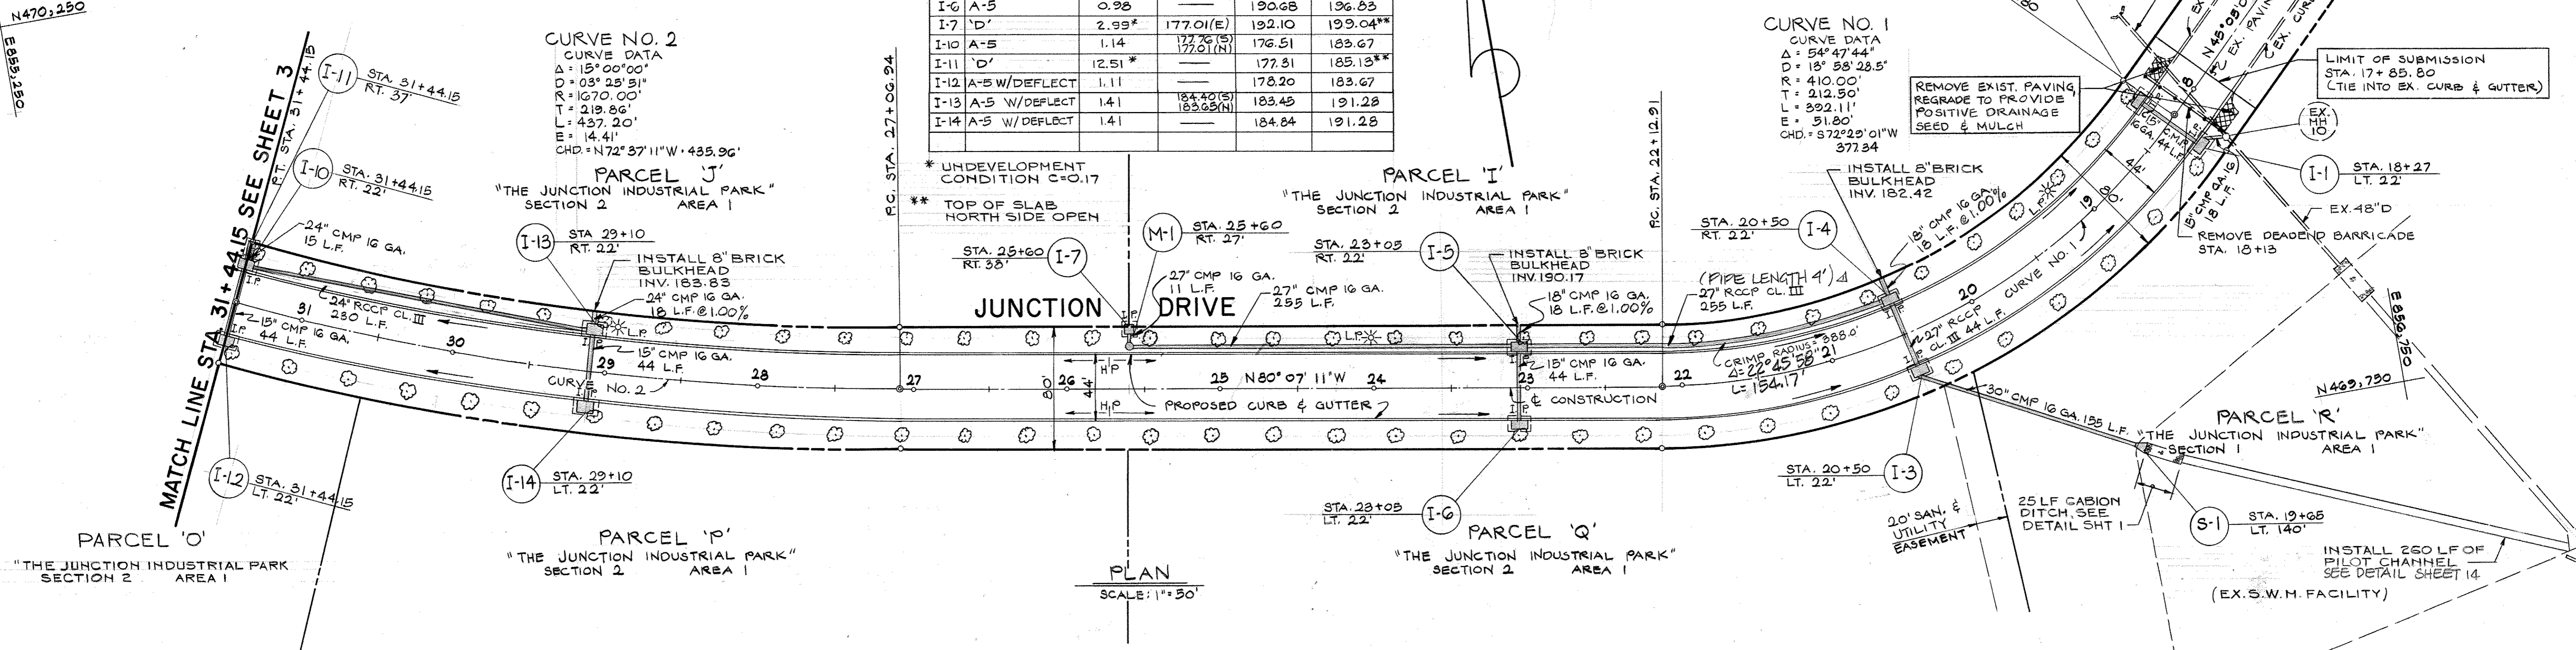 N470,250
E855,250
MATCH LINE STA 31+44.15 SEE SHEET 3
P.T. STA. 31+44.15
I-11 STA. 31+44.15
RT. 37'
I-10 STA. 31+44.15
RT. 22'
24" CMP 16 GA.
15 L.F.
CURVE NO. 2
CURVE DATA
Δ = 15°00'00"
D = 03°25'51"
R = 1670.00'
T = 219.86'
L = 437.20'
E = 14.41'
CHD. = N72°37'11"W · 435.96'
PARCEL 'J'
"THE JUNCTION INDUSTRIAL PARK"
SECTION 2 AREA 1
I-13 STA 29+10
RT. 22'
INSTALL 8" BRICK
BULKHEAD
INV. 183.83
24" CMP 16 GA.
18 L.F. @ 1.00%
L.P.
24" RCCP CL. III
230 L.F.
15" CMP 16 GA.
44 L.F.
15" CMP 16 GA.
44 L.F.
31
30
29
28
27
26
25
24
23
22
21
20
19
18
CURVE NO. 2
I-12 STA. 31+44.15
LT. 22'
I-14 STA. 29+10
LT. 22'
PARCEL 'O'
"THE JUNCTION INDUSTRIAL PARK
SECTION 2 AREA 1
PARCEL 'P'
"THE JUNCTION INDUSTRIAL PARK"
SECTION 2 AREA 1
P.C. STA. 27+06.94
I-6 A-5 0.98 — 190.68 196.83
I-7 'D' 2.99* 177.01(E) 192.10 199.04**
I-10 A-5 1.14 177.76(S) 177.01(N) 176.51 183.67
I-11 'D' 12.51* — 177.31 185.13**
I-12 A-5 W/DEFLECT 1.11 — 178.20 183.67
I-13 A-5 W/DEFLECT 1.41 184.40(S) 183.65(N) 183.45 191.28
I-14 A-5 W/DEFLECT 1.41 — 184.84 191.28
* UNDEVELOPMENT
CONDITION C=0.17
** TOP OF SLAB
NORTH SIDE OPEN
STA. 25+60 I-7
RT. 38'
M-1 STA. 25+60
RT. 27'
27" CMP 16 GA.
11 L.F.
27" CMP 16 GA.
255 L.F.
JUNCTION DRIVE
L.P.
H.P.
H.P.
80'
44'
N80°07'11"W
PROPOSED CURB & GUTTER
℄ CONSTRUCTION
PARCEL 'I'
"THE JUNCTION INDUSTRIAL PARK"
SECTION 2 AREA 1
STA. 23+05 I-5
RT. 22'
INSTALL 8" BRICK
BULKHEAD
INV. 190.17
18" CMP 16 GA.
18 L.F. @ 1.00%
15" CMP 16 GA.
44 L.F.
STA. 23+05 I-6
LT. 22'
PARCEL 'Q'
"THE JUNCTION INDUSTRIAL PARK"
SECTION 2 AREA 1
PLAN
SCALE: 1" = 50'
P.C. STA. 22+12.91
CURVE NO. 1
CURVE DATA
Δ = 54°47'44"
D = 13°58'28.5"
R = 410.00'
T = 212.50'
L = 392.11'
E = 51.80'
CHD. = S72°29'01"W
377.34
INSTALL 8" BRICK
BULKHEAD
INV. 182.42
STA. 20+50 I-4
RT. 22'
18" CMP 16 GA.
18 L.F. @ 1.00%
(PIPE LENGTH 4')
27" RCCP CL. III
255 L.F.
CRIMP RADIUS = 388.0'
Δ = 22°45'58"
L = 154.17'
27" RCCP
CL. III 44 L.F.
CURVE NO. 1
L.P.
STA. 20+50 I-3
LT. 22'
30" CMP 16 GA. 155 L.F.
REMOVE EXIST. PAVING,
REGRADE TO PROVIDE
POSITIVE DRAINAGE
SEED & MULCH
LIMIT OF SUBMISSION
STA. 17+85.80
(TIE INTO EX. CURB & GUTTER)
EX.
MH
10
I-1 STA. 18+27
LT. 22'
15" C.M.P.
16 GA. 44 L.F.
15" CMP GA. 16
18 L.F.
44'
80'
EX. 48" D
REMOVE DEADEND BARRICADE
STA. 18+13
E856,750
N469,750
PARCEL 'R'
"THE JUNCTION INDUSTRIAL PARK"
SECTION 1 AREA 1
20' SAN. &
UTILITY
EASEMENT
25 LF GABION
DITCH, SEE
DETAIL SHT 1
S-1 STA. 19+65
LT. 140'
INSTALL 260 LF OF
PILOT CHANNEL
SEE DETAIL SHEET 14
(EX. S.W.M. FACILITY)